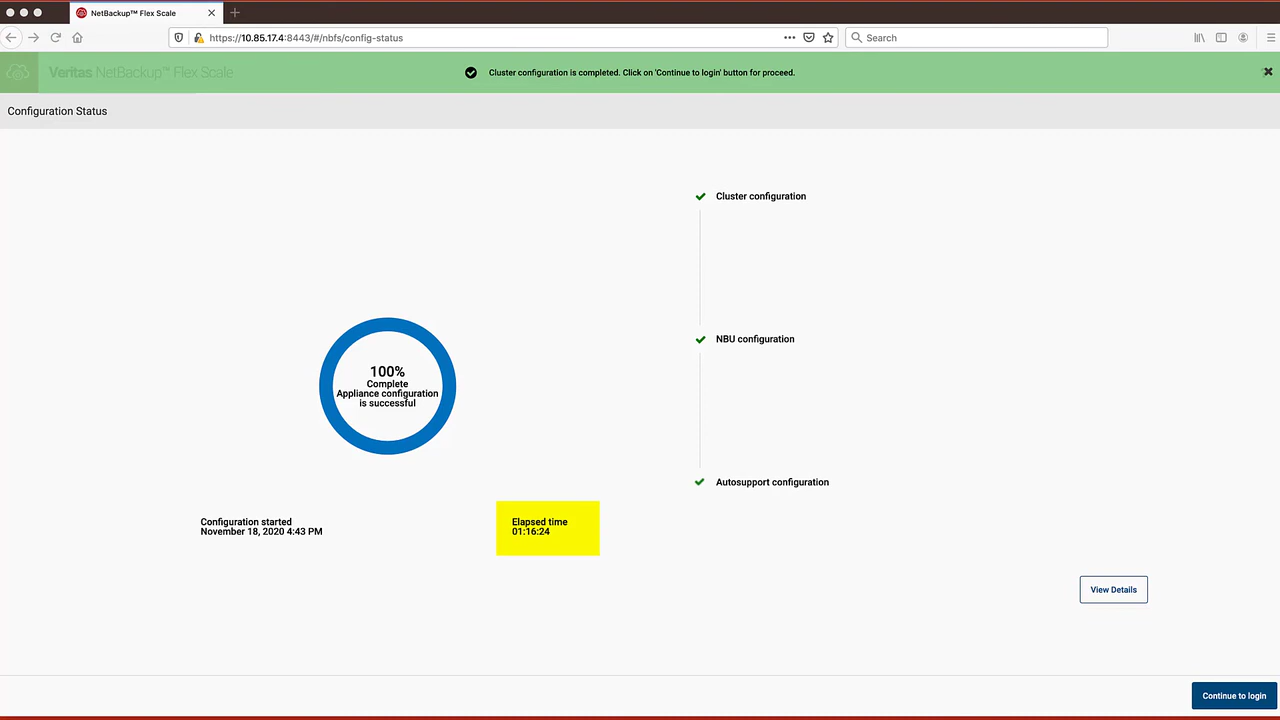 NetBackup™ Flex Scale
https://10.85.17.4:8443/#/nbfs/config-status
Search
Veritas NetBackup™ Flex Scale
Cluster configuration is completed. Click on 'Continue to login' button for proceed.
Configuration Status
Cluster configuration
NBU configuration
100%
Complete
Appliance configuration
is successful
Autosupport configuration
Configuration started
November 18, 2020 4:43 PM
Elapsed time
01:16:24
View Details
Continue to login